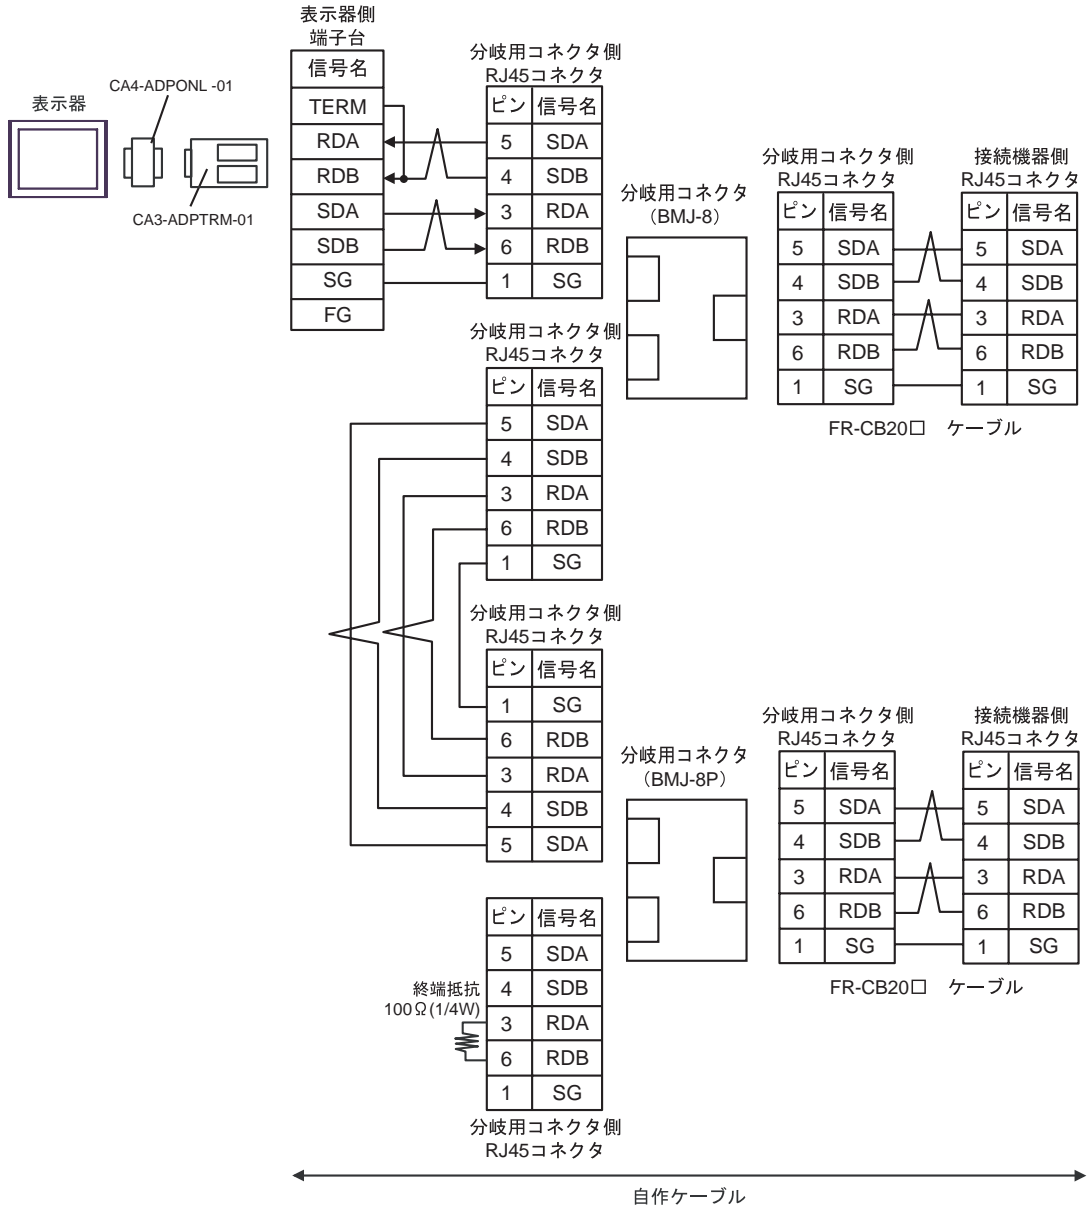 表示器
CA4-ADPONL -01
CA3-ADPTRM-01
表示器側
端子台
信号名
TERM
RDA
RDB
SDA
SDB
SG
FG
分岐用コネクタ側
RJ45コネクタ
ピン 信号名
5 SDA
4 SDB
3 RDA
6 RDB
1 SG
分岐用コネクタ
（BMJ-8）
分岐用コネクタ側
RJ45コネクタ
ピン 信号名
5 SDA
4 SDB
3 RDA
6 RDB
1 SG
接続機器側
RJ45コネクタ
ピン 信号名
5 SDA
4 SDB
3 RDA
6 RDB
1 SG
FR-CB20□ ケーブル
分岐用コネクタ側
RJ45コネクタ
ピン 信号名
5 SDA
4 SDB
3 RDA
6 RDB
1 SG
分岐用コネクタ側
RJ45コネクタ
ピン 信号名
1 SG
6 RDB
3 RDA
4 SDB
5 SDA
分岐用コネクタ
（BMJ-8P）
分岐用コネクタ側
RJ45コネクタ
ピン 信号名
5 SDA
4 SDB
3 RDA
6 RDB
1 SG
接続機器側
RJ45コネクタ
ピン 信号名
5 SDA
4 SDB
3 RDA
6 RDB
1 SG
FR-CB20□ ケーブル
終端抵抗
100Ω(1/4W)
ピン 信号名
5 SDA
4 SDB
3 RDA
6 RDB
1 SG
分岐用コネクタ側
RJ45コネクタ
自作ケーブル